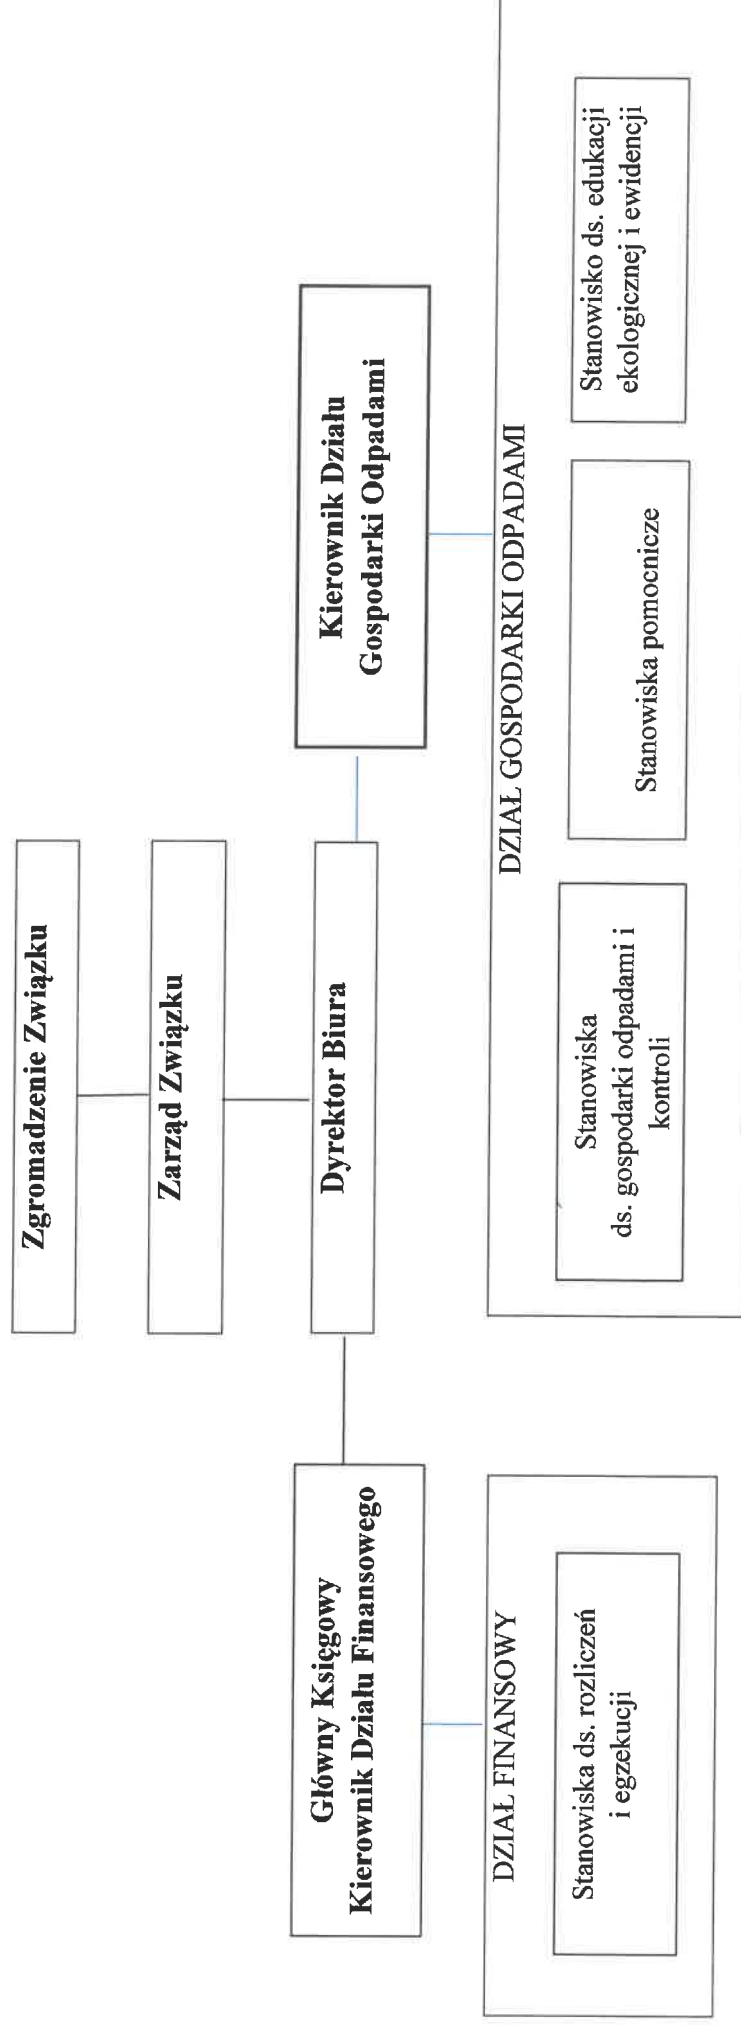 Zgromadzenie Związku
Zarząd Związku
Dyrektor Biura
Główny Księgowy
Kierownik Działu Finansowego
Kierownik Działu
Gospodarki Odpadami
DZIAŁ FINANSOWY
Stanowiska ds. rozliczeń
i egzekucji
DZIAŁ GOSPODARKI ODPADAMI
Stanowiska
ds. gospodarki odpadami i
kontroli
Stanowiska pomocnicze
Stanowisko ds. edukacji
ekologicznej i ewidencji